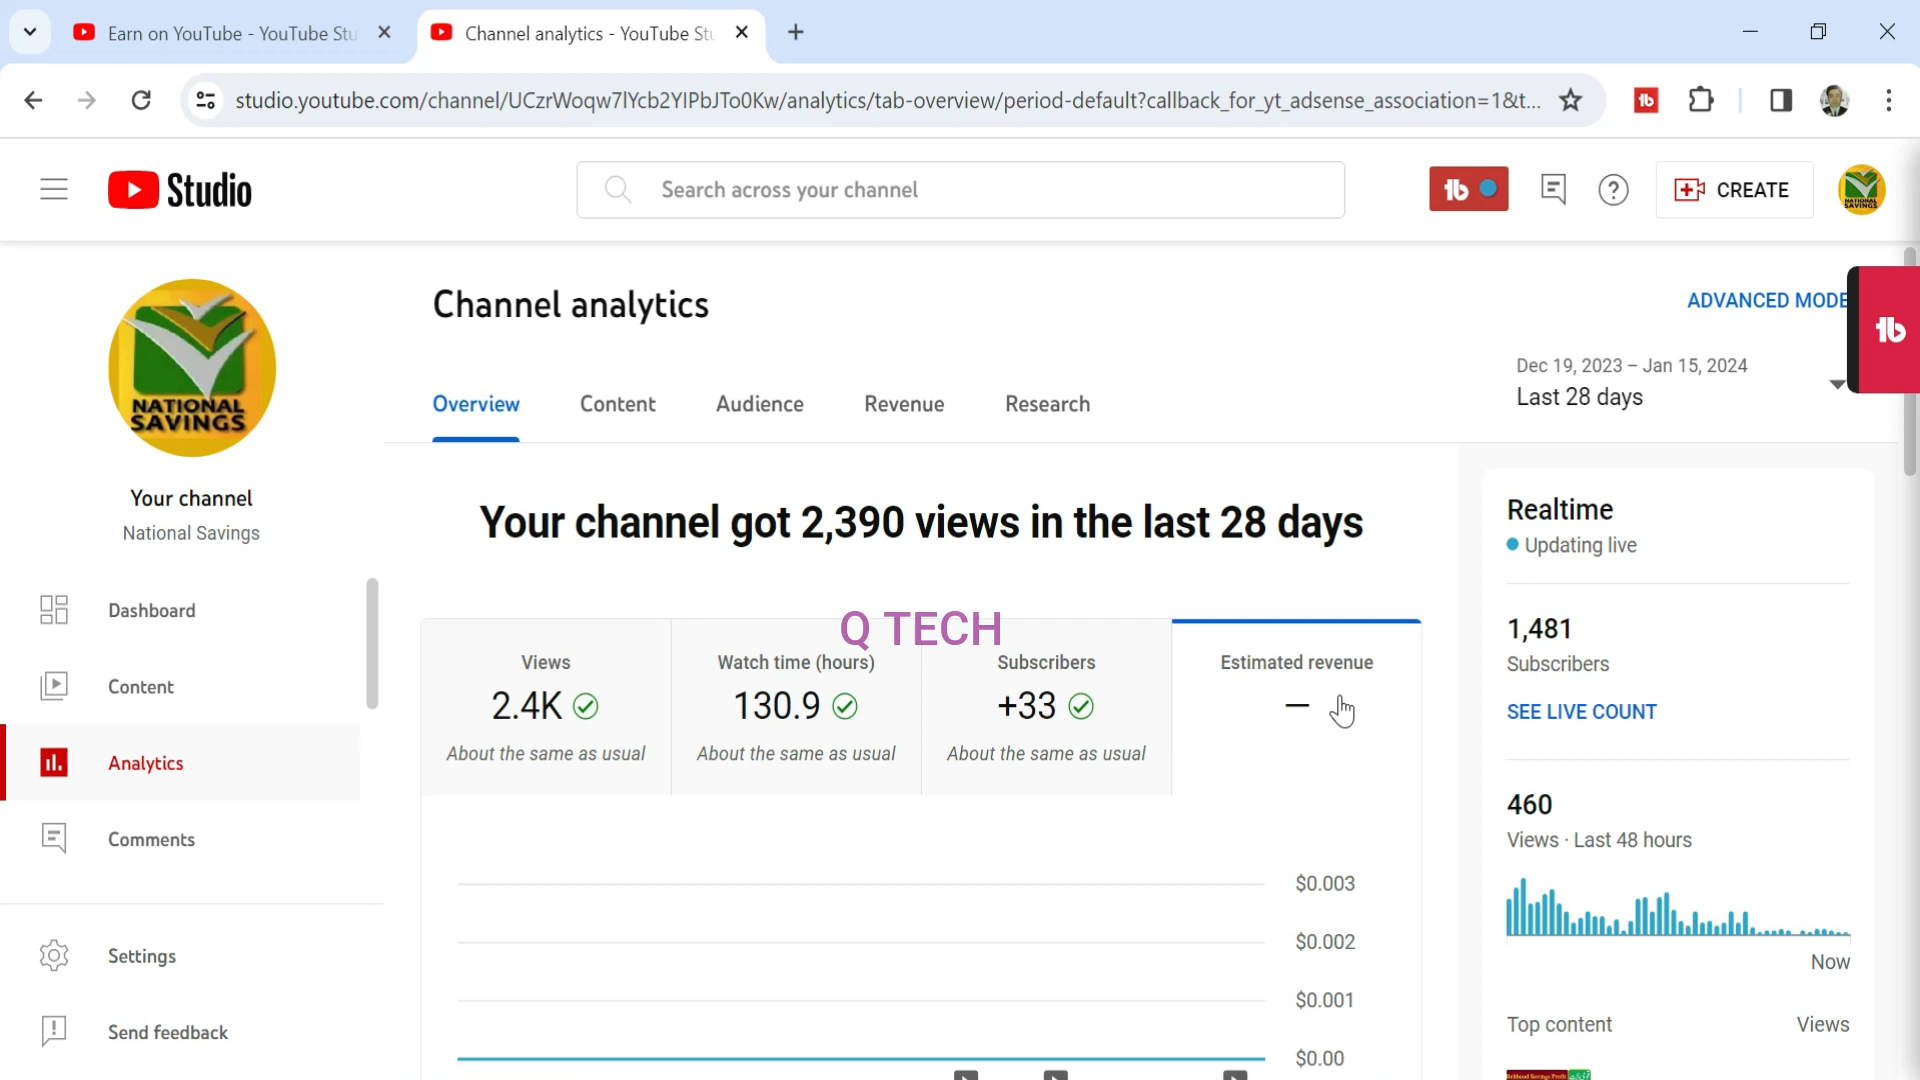 Earn on YouTube - YouTube Stu
Channel analytics - YouTube Stu
studio.youtube.com/channel/UCzrWoqw7lYcb2YIPbJTo0Kw/analytics/tab-overview/period-default?callback_for_yt_adsense_association=1&t...
Studio
Search across your channel
CREATE
NATIONAL
SAVINGS
Your channel
National Savings
Dashboard
Content
Analytics
Comments
Settings
Send feedback
Channel analytics
ADVANCED MODE
Overview
Content
Audience
Revenue
Research
Dec 19, 2023 – Jan 15, 2024
Last 28 days
Your channel got 2,390 views in the last 28 days
Q TECH
Views
2.4K
About the same as usual
Watch time (hours)
130.9
About the same as usual
Subscribers
+33
About the same as usual
Estimated revenue
—
$0.003
$0.002
$0.001
$0.00
Realtime
Updating live
1,481
Subscribers
SEE LIVE COUNT
460
Views · Last 48 hours
Now
Top content
Views